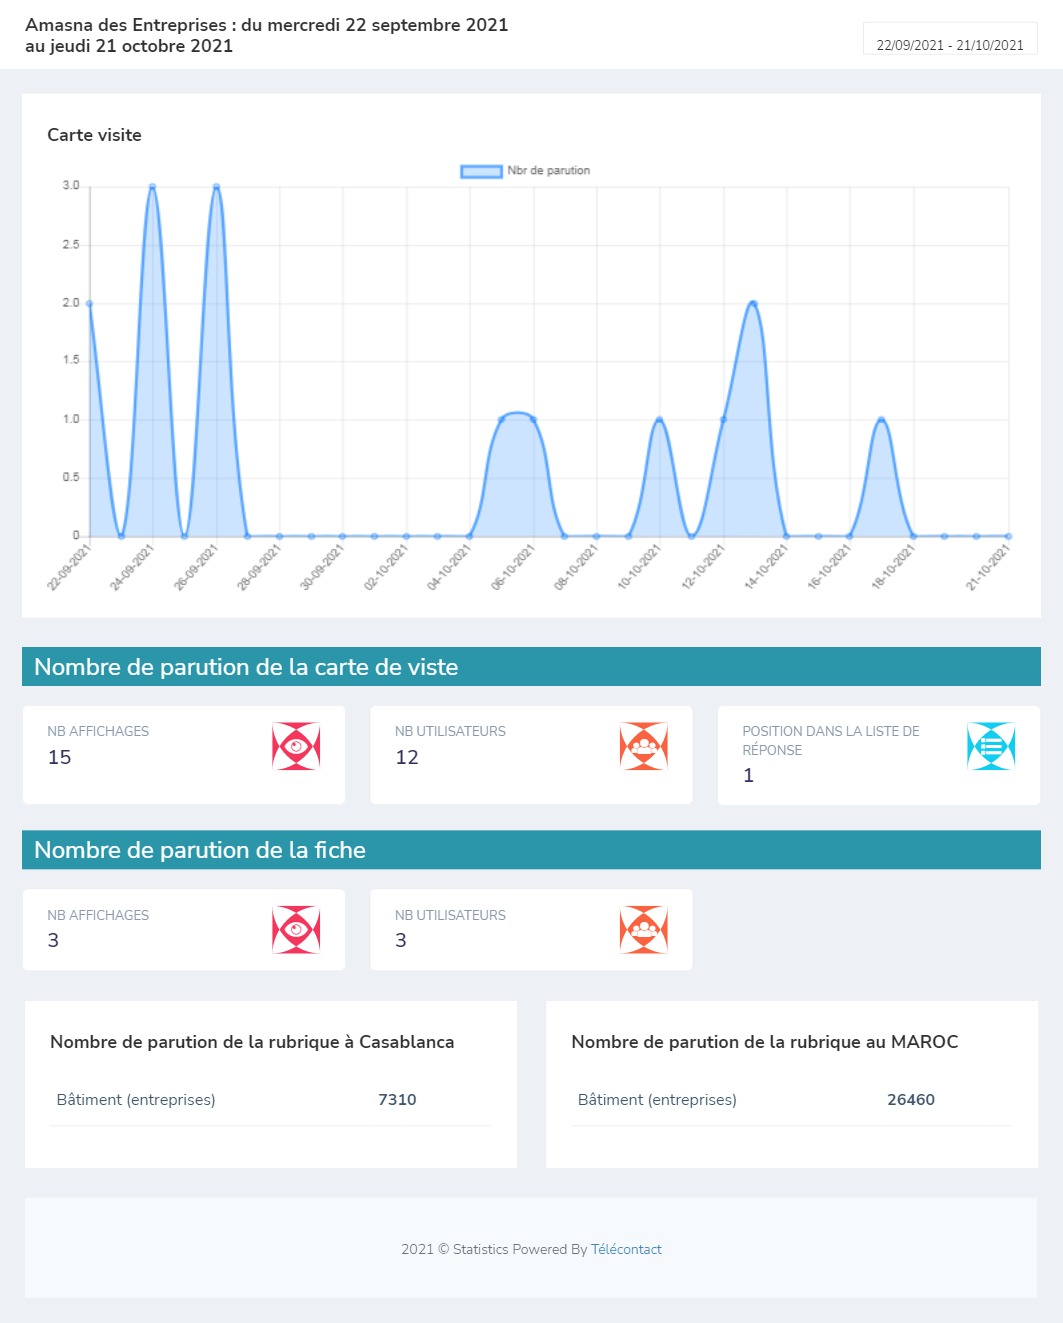 Amasna des Entreprises : du mercredi 22 septembre 2021
au jeudi 21 octobre 2021
22/09/2021 - 21/10/2021
Carte visite
Nbr de parution
3.0
2.5
2.0
1.5
1.0
0.5
0
22-09-2021
24-09-2021
26-09-2021
28-09-2021
30-09-2021
02-10-2021
04-10-2021
06-10-2021
08-10-2021
10-10-2021
12-10-2021
14-10-2021
16-10-2021
18-10-2021
21-10-2021
Nombre de parution de la carte de viste
NB AFFICHAGES
15
NB UTILISATEURS
12
POSITION DANS LA LISTE DE
RÉPONSE
1
Nombre de parution de la fiche
NB AFFICHAGES
3
NB UTILISATEURS
3
Nombre de parution de la rubrique à Casablanca
Bâtiment (entreprises) 7310
Nombre de parution de la rubrique au MAROC
Bâtiment (entreprises) 26460
2021 © Statistics Powered By Télécontact